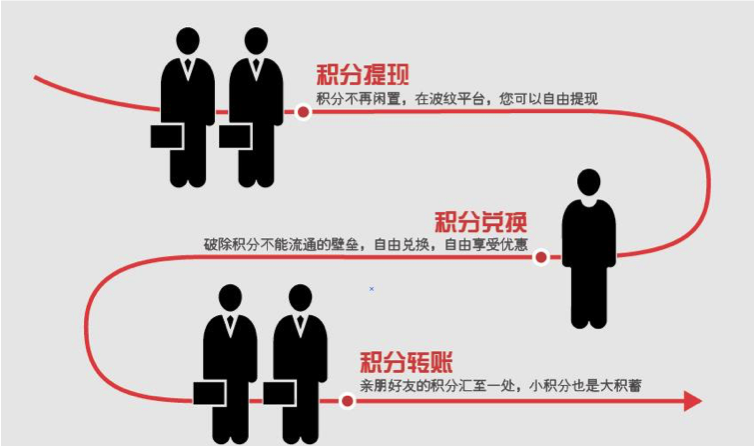 积分提现
积分不再闲置，在波纹平台，您可以自由提现
积分兑换
破除积分不能流通的壁垒，自由兑换，自由享受优惠
积分转账
亲朋好友的积分汇至一处，小积分也是大积蓄